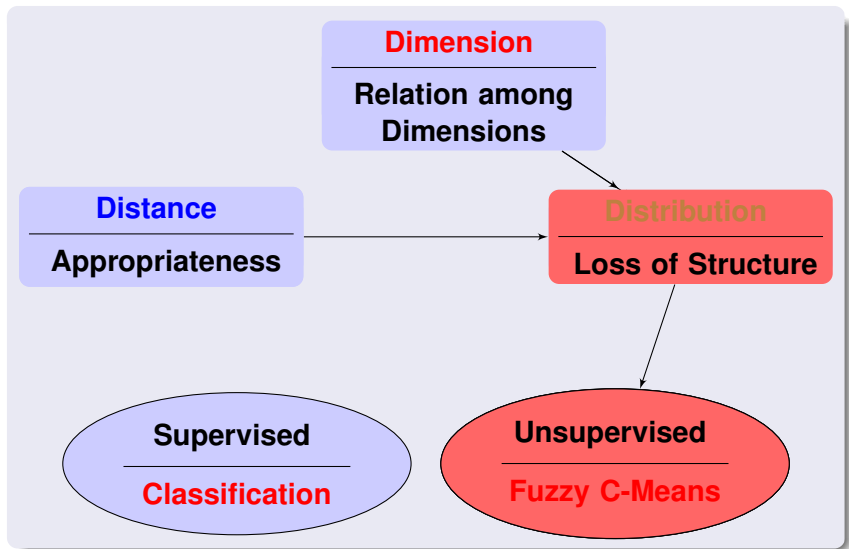 Dimension
Relation among
Dimensions
Distance
Appropriateness
Distribution
Loss of Structure
Supervised
Classification
Unsupervised
Fuzzy C-Means